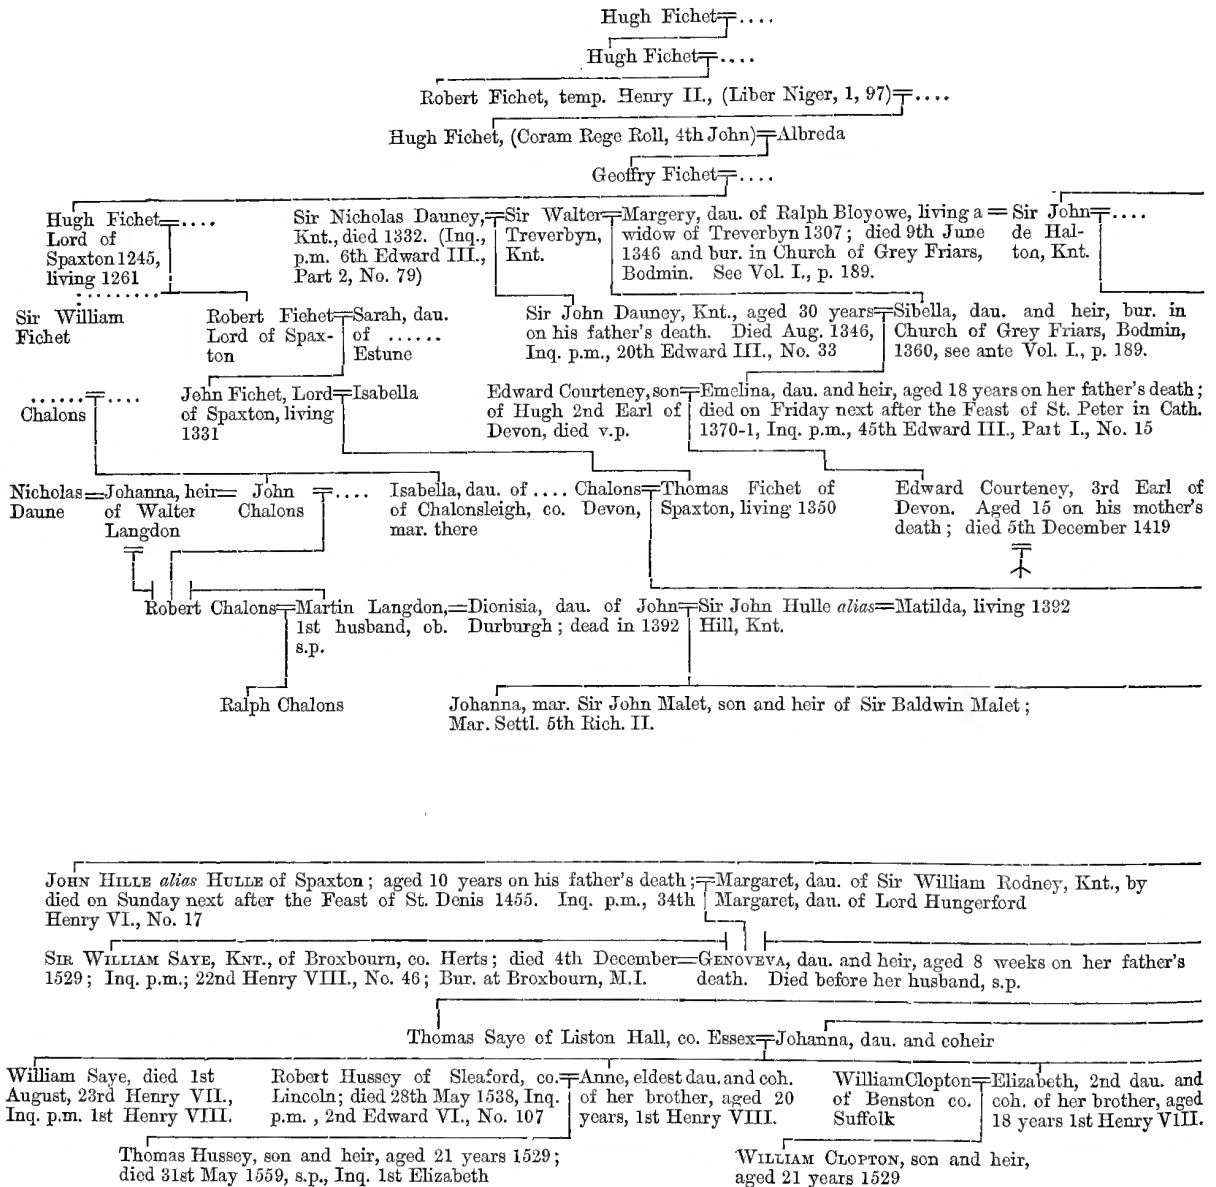 Hugh Fichet=....
Hugh Fichet=....
Robert Fichet, temp. Henry II., (Liber Niger, 1, 97)=....
Hugh Fichet, (Coram Rege Roll, 4th John)=Albreda
Geoffry Fichet=....
Hugh Fichet=....
Lord of
Spaxton 1245,
living 1261
Sir Nicholas Dauney,=
Knt., died 1332. (Inq.,
p.m. 6th Edward III.,
Part 2, No. 79)
Sir Walter=
Treverbyn,
Knt.
Margery, dau. of Ralph Bloyowe, living a =
widow of Treverbyn 1307; died 9th June
1346 and bur. in Church of Grey Friars,
Bodmin. See Vol. I., p. 189.
Sir John=....
de Hal-
ton, Knt.
Sir William
Fichet
Robert Fichet=
Lord of Spax-
ton
Sarah, dau.
of ......
Estune
Sir John Dauney, Knt., aged 30 years=
on his father's death. Died Aug. 1346,
Inq. p.m., 20th Edward III., No. 33
Sibella, dau. and heir, bur. in
Church of Grey Friars, Bodmin,
1360, see ante Vol. I., p. 189.
......=....
Chalons
John Fichet, Lord=Isabella
of Spaxton, living
1331
Edward Courteney, son=
of Hugh 2nd Earl of
Devon, died v.p.
Emelina, dau. and heir, aged 18 years on her father's death;
died on Friday next after the Feast of St. Peter in Cath.
1370-1, Inq. p.m., 45th Edward III., Part I., No. 15
Nicholas=
Daune
Johanna, heir=
of Walter
Langdon
John =....
Chalons
Isabella, dau. of .... Chalons=
of Chalonsleigh, co. Devon,
mar. there
Thomas Fichet of
Spaxton, living 1350
Edward Courteney, 3rd Earl of
Devon. Aged 15 on his mother's
death; died 5th December 1419
Robert Chalons=
Martin Langdon,=
1st husband, ob.
s.p.
Dionisia, dau. of John=
Durburgh; dead in 1392
Sir John Hulle alias=
Hill, Knt.
Matilda, living 1392
Ralph Chalons
Johanna, mar. Sir John Malet, son and heir of Sir Baldwin Malet;
Mar. Settl. 5th Rich. II.
JOHN HILLE alias HULLE of Spaxton; aged 10 years on his father's death;=
died on Sunday next after the Feast of St. Denis 1455. Inq. p.m., 34th
Henry VI., No. 17
Margaret, dau. of Sir William Rodney, Knt., by
Margaret, dau. of Lord Hungerford
SIR WILLIAM SAYE, KNT., of Broxbourn, co. Herts; died 4th December=
1529; Inq. p.m.; 22nd Henry VIII., No. 46; Bur. at Broxbourn, M.I.
GENOVEVA, dau. and heir, aged 8 weeks on her father's
death. Died before her husband, s.p.
Thomas Saye of Liston Hall, co. Essex=Johanna, dau. and coheir
William Saye, died 1st
August, 23rd Henry VII.,
Inq. p.m. 1st Henry VIII.
Robert Hussey of Sleaford, co.=
Lincoln; died 28th May 1538, Inq.
p.m. , 2nd Edward VI., No. 107
Anne, eldest dau. and coh.
of her brother, aged 20
years, 1st Henry VIII.
William Clopton=
of Benston co.
Suffolk
Elizabeth, 2nd dau. and
coh. of her brother, aged
18 years 1st Henry VIII.
Thomas Hussey, son and heir, aged 21 years 1529;
died 31st May 1559, s.p., Inq. 1st Elizabeth
WILLIAM CLOPTON, son and heir,
aged 21 years 1529